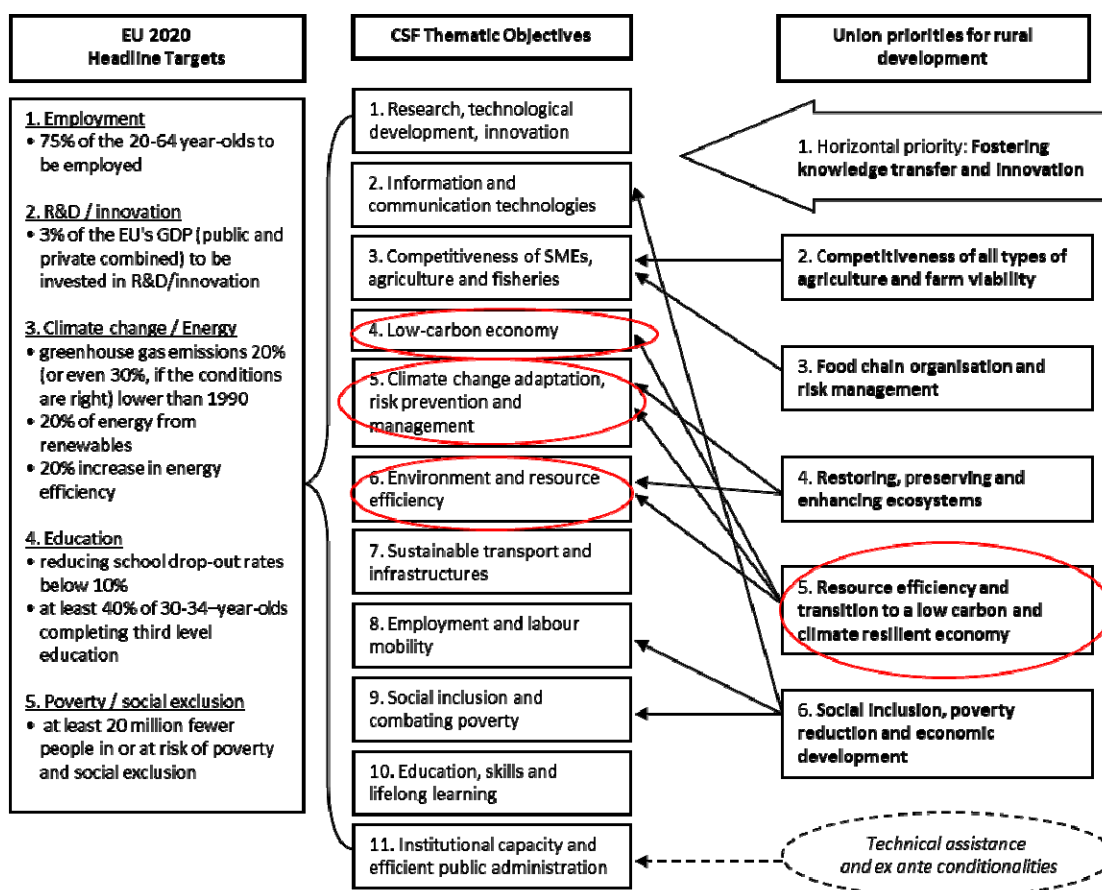 EU 2020
Headline Targets
1. Employment
• 75% of the 20-64 year-olds to
be employed
2. R&D / innovation
• 3% of the EU's GDP (public and
private combined) to be
invested in R&D/innovation
3. Climate change / Energy
• greenhouse gas emissions 20%
(or even 30%, if the conditions
are right) lower than 1990
• 20% of energy from
renewables
• 20% increase in energy
efficiency
4. Education
• reducing school drop-out rates
below 10%
• at least 40% of 30-34–year-olds
completing third level
education
5. Poverty / social exclusion
• at least 20 million fewer
people in or at risk of poverty
and social exclusion
CSF Thematic Objectives
1. Research, technological
development, innovation
2. Information and
communication technologies
3. Competitiveness of SMEs,
agriculture and fisheries
4. Low-carbon economy
5. Climate change adaptation,
risk prevention and
management
6. Environment and resource
efficiency
7. Sustainable transport and
infrastructures
8. Employment and labour
mobility
9. Social inclusion and
combating poverty
10. Education, skills and
lifelong learning
11. Institutional capacity and
efficient public administration
Union priorities for rural
development
1. Horizontal priority: Fostering
knowledge transfer and innovation
2. Competitiveness of all types of
agriculture and farm viability
3. Food chain organisation and
risk management
4. Restoring, preserving and
enhancing ecosystems
5. Resource efficiency and
transition to a low carbon and
climate resilient economy
6. Social inclusion, poverty
reduction and economic
development
Technical assistance
and ex ante conditionalities